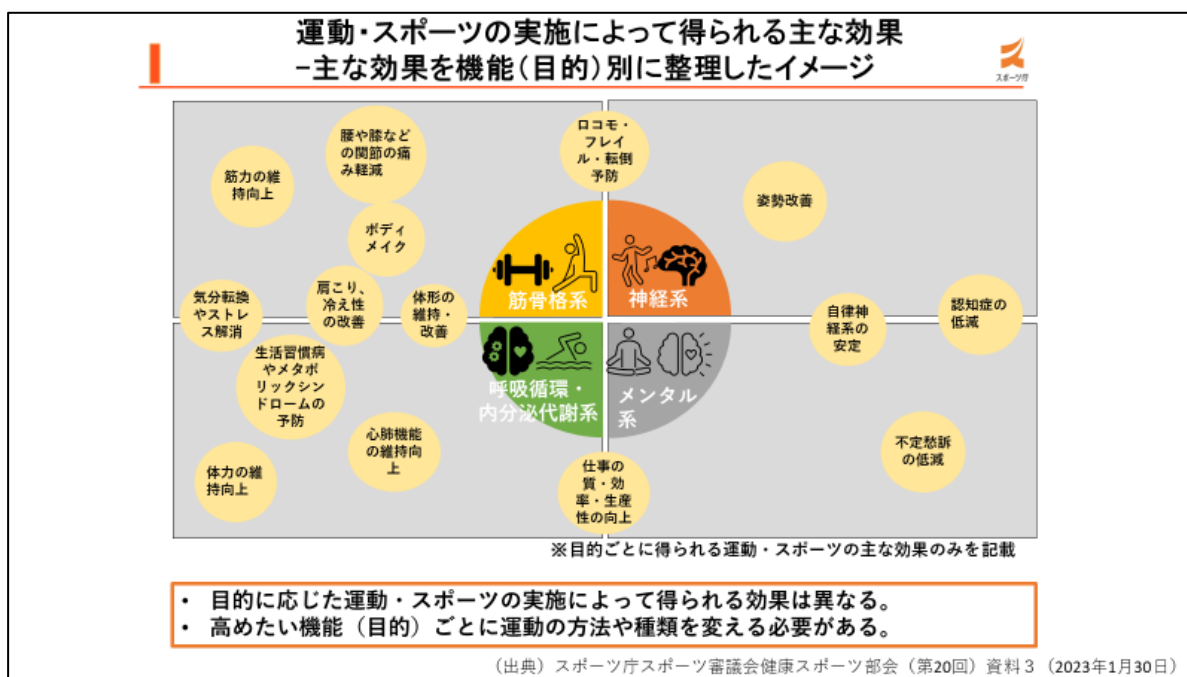 運動・スポーツの実施によって得られる主な効果
-主な効果を機能(目的)別に整理したイメージ
スポーツ庁
腰や膝など
の関節の痛
み軽減
ロコモ・
フレイ
ル・転倒
予防
筋力の維
持向上
姿勢改善
ボディ
メイク
筋骨格系
神経系
気分転換
やストレ
ス解消
肩こり、
冷え性
の改善
体形の
維持・
改善
自律神
経系の
安定
認知症の
低減
生活習慣病
やメタボ
リックシン
ドロームの
予防
呼吸循環・
内分泌代謝系
メンタル
系
心肺機能
の維持向
上
不定愁訴
の低減
体力の維
持向上
仕事の
質・効
率・生産
性の向上
※目的ごとに得られる運動・スポーツの主な効果のみを記載
• 目的に応じた運動・スポーツの実施によって得られる効果は異なる。
• 高めたい機能(目的)ごとに運動の方法や種類を変える必要がある。
(出典)スポーツ庁スポーツ審議会健康スポーツ部会(第20回)資料3(2023年1月30日)